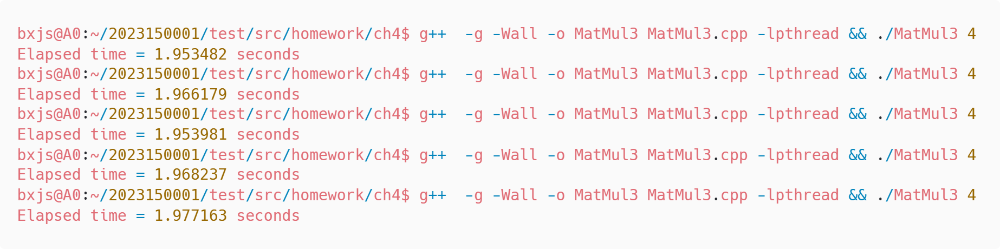 bxjs@A0:~/2023150001/test/src/homework/ch4$ g++  -g -Wall -o MatMul3 MatMul3.cpp -lpthread && ./MatMul3 4
Elapsed time = 1.953482 seconds
bxjs@A0:~/2023150001/test/src/homework/ch4$ g++  -g -Wall -o MatMul3 MatMul3.cpp -lpthread && ./MatMul3 4
Elapsed time = 1.966179 seconds
bxjs@A0:~/2023150001/test/src/homework/ch4$ g++  -g -Wall -o MatMul3 MatMul3.cpp -lpthread && ./MatMul3 4
Elapsed time = 1.953981 seconds
bxjs@A0:~/2023150001/test/src/homework/ch4$ g++  -g -Wall -o MatMul3 MatMul3.cpp -lpthread && ./MatMul3 4
Elapsed time = 1.968237 seconds
bxjs@A0:~/2023150001/test/src/homework/ch4$ g++  -g -Wall -o MatMul3 MatMul3.cpp -lpthread && ./MatMul3 4
Elapsed time = 1.977163 seconds